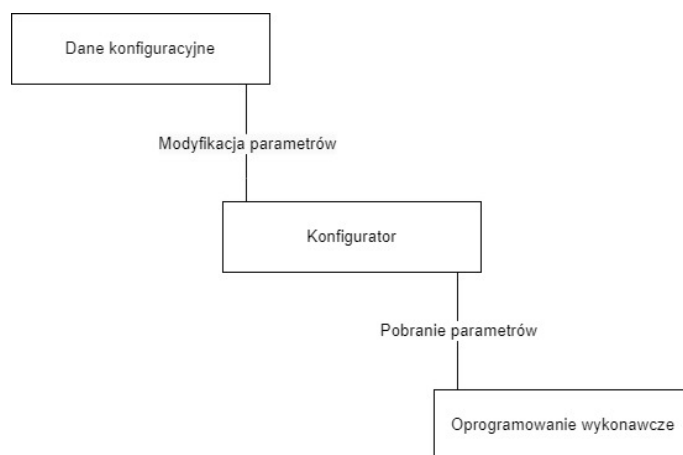 Dane konfiguracyjne
Modyfikacja parametrów
Konfigurator
Pobranie parametrów
Oprogramowanie wykonawcze